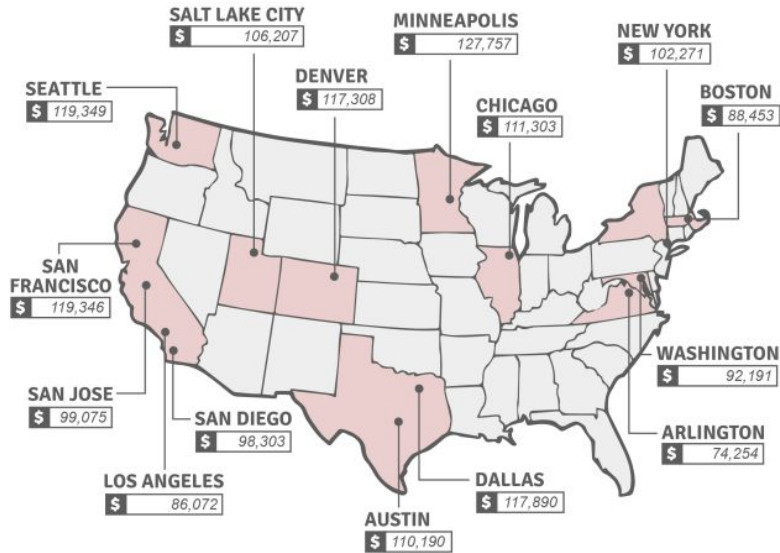 SALT LAKE CITY
$ 106,207
MINNEAPOLIS
$ 127,757
NEW YORK
$ 102,271
SEATTLE
$ 119,349
DENVER
$ 117,308
CHICAGO
$ 111,303
BOSTON
$ 88,453
SAN
FRANCISCO
$ 119,346
WASHINGTON
$ 92,191
SAN JOSE
$ 99,075
SAN DIEGO
$ 98,303
ARLINGTON
$ 74,254
LOS ANGELES
$ 86,072
DALLAS
$ 117,890
AUSTIN
$ 110,190